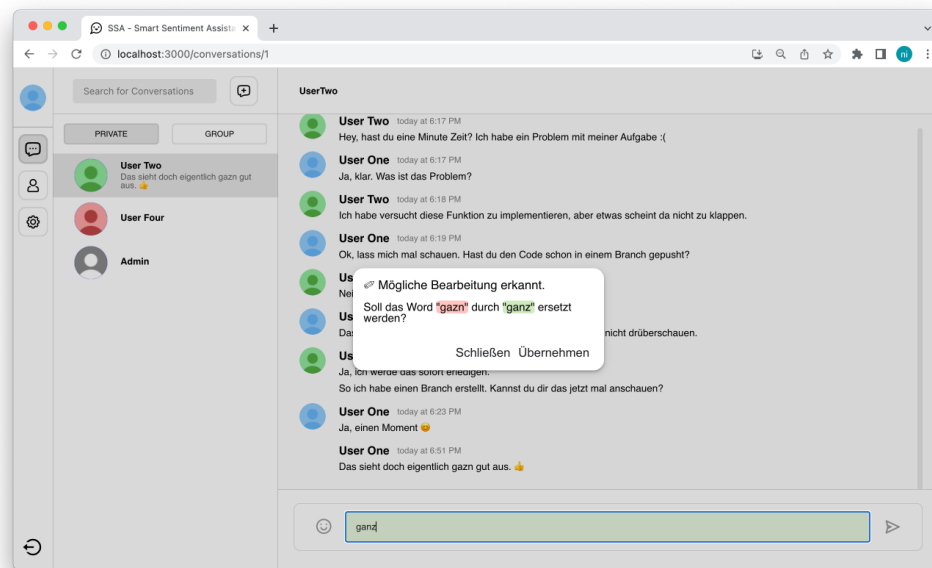 SSA - Smart Sentiment Assista
localhost:3000/conversations/1
ni
Search for Conversations
PRIVATE
GROUP
User Two
Das sieht doch eigentlich gazn gut
aus. 👍
User Four
Admin
UserTwo
User Two today at 6:17 PM
Hey, hast du eine Minute Zeit? Ich habe ein Problem mit meiner Aufgabe :(
User One today at 6:17 PM
Ja, klar. Was ist das Problem?
User Two today at 6:18 PM
Ich habe versucht diese Funktion zu implementieren, aber etwas scheint da nicht zu klappen.
User One today at 6:19 PM
Ok, lass mich mal schauen. Hast du den Code schon in einem Branch gepusht?
Us
Nei
Us
Das
nicht drüberschauen.
Us
Ja, ich werde das sofort erledigen.
So ich habe einen Branch erstellt. Kannst du dir das jetzt mal anschauen?
User One today at 6:23 PM
Ja, einen Moment 😊
User One today at 6:51 PM
Das sieht doch eigentlich gazn gut aus. 👍
Mögliche Bearbeitung erkannt.
Soll das Word "gazn" durch "ganz" ersetzt
werden?
Schließen Übernehmen
ganz